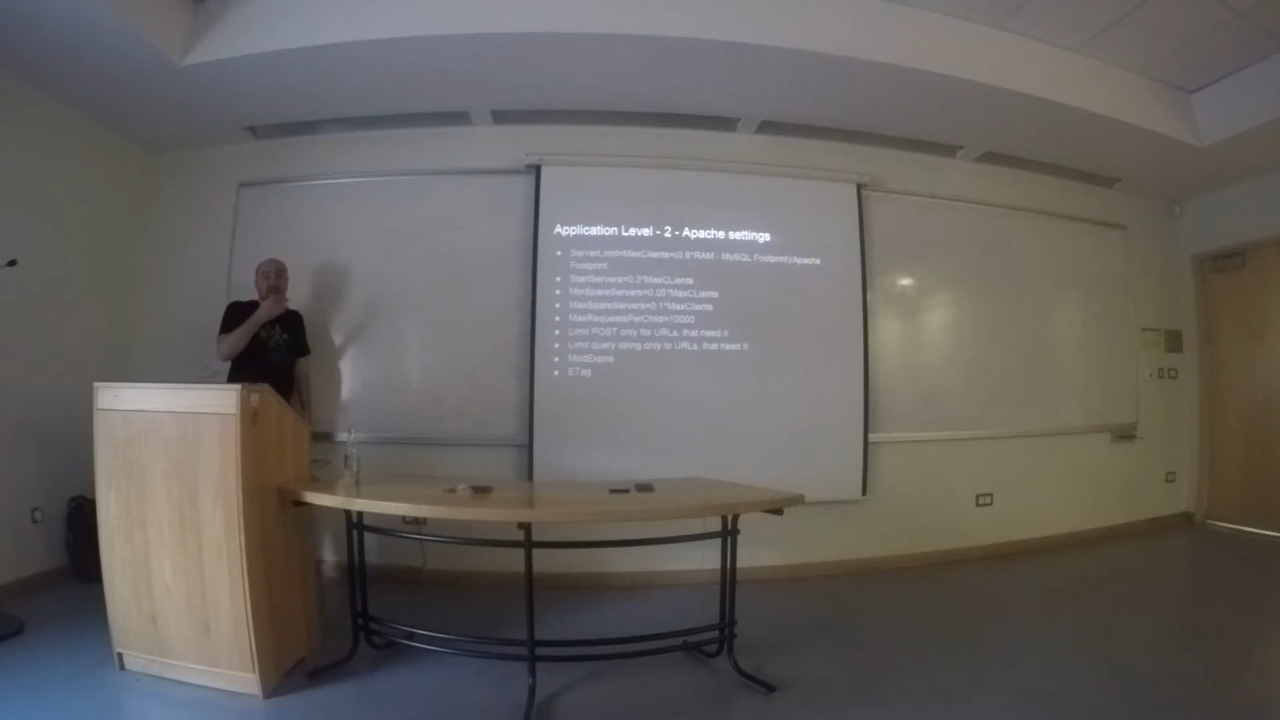 Application Level - 2 - Apache settings
ServerLimit=MaxClients=(0.8*RAM - MySQL Footprint)/Apache
Footprint
StartServers=0.3*MaxCLients
MinSpareServers=0.05*MaxCLients
MaxSpareServers=0.1*MaxClients
MaxRequestsPerChild=10000
Limit POST only for URLs, that need it
Limit query string only to URLs, that need it
ModExpire
ETag